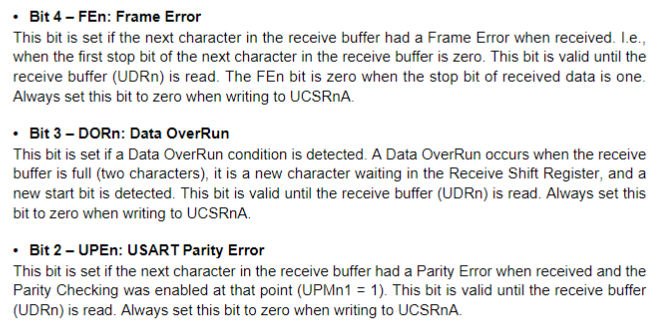 • Bit 4 – FEn: Frame Error
This bit is set if the next character in the receive buffer had a Frame Error when received. I.e.,
when the first stop bit of the next character in the receive buffer is zero. This bit is valid until the
receive buffer (UDRn) is read. The FEn bit is zero when the stop bit of received data is one.
Always set this bit to zero when writing to UCSRnA.
• Bit 3 – DORn: Data OverRun
This bit is set if a Data OverRun condition is detected. A Data OverRun occurs when the receive
buffer is full (two characters), it is a new character waiting in the Receive Shift Register, and a
new start bit is detected. This bit is valid until the receive buffer (UDRn) is read. Always set this
bit to zero when writing to UCSRnA.
• Bit 2 – UPEn: USART Parity Error
This bit is set if the next character in the receive buffer had a Parity Error when received and the
Parity Checking was enabled at that point (UPMn1 = 1). This bit is valid until the receive buffer
(UDRn) is read. Always set this bit to zero when writing to UCSRnA.